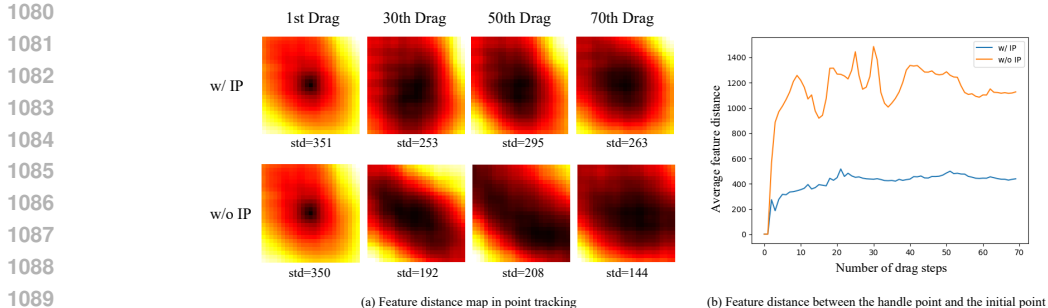 1080
1081
1082
1083
1084
1085
1086
1087
1088
1089
1st Drag 30th Drag 50th Drag 70th Drag
w/ IP
std=351 std=253 std=295 std=263
w/o IP
std=350 std=192 std=208 std=144
(a) Feature distance map in point tracking
w/ IP
w/o IP
Average feature distance
1400
1200
1000
800
600
400
200
0
0 10 20 30 40 50 60 70
Number of drag steps
(b) Feature distance between the handle point and the initial point